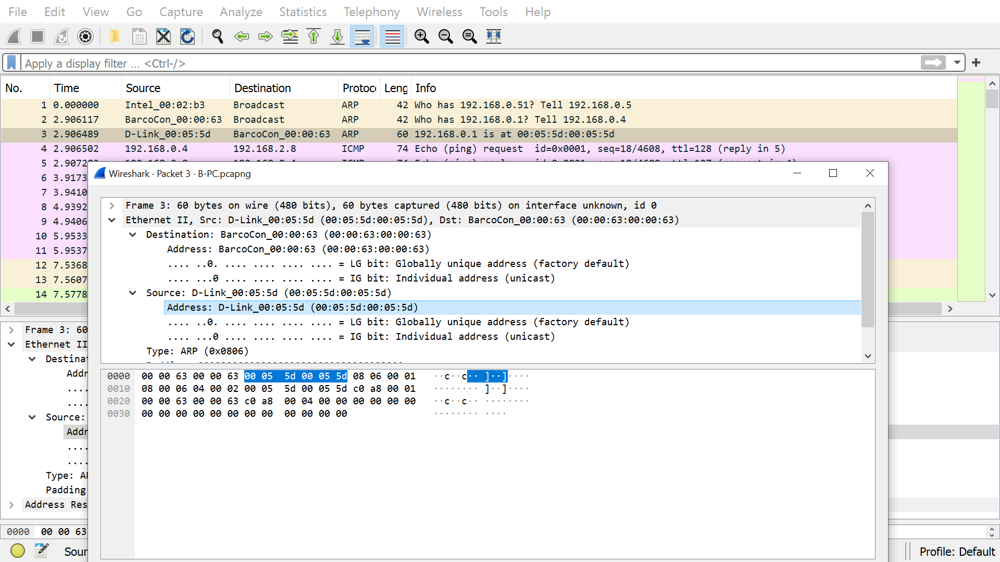 File Edit View Go Capture Analyze Statistics Telephony Wireless Tools Help
Apply a display filter ... <Ctrl-/>
No. Time Source Destination Protoc Leng Info
1 0.000000 Intel_00:02:b3 Broadcast ARP 42 Who has 192.168.0.51? Tell 192.168.0.5
2 2.906117 BarcoCon_00:00:63 Broadcast ARP 42 Who has 192.168.0.1? Tell 192.168.0.4
3 2.906489 D-Link_00:05:5d BarcoCon_00:00:63 ARP 60 192.168.0.1 is at 00:05:5d:00:05:5d
4 2.906502 192.168.0.4 192.168.2.8 ICMP 74 Echo (ping) request id=0x0001, seq=18/4608, ttl=128 (reply in 5)
5
6 3.9173
7 3.9410
8 4.9392
9 4.9406
10 5.9533
11 5.9537
12 7.5368
13 7.5607
14 7.5778
Wireshark · Packet 3 · B-PC.pcapng
Frame 3: 60 bytes on wire (480 bits), 60 bytes captured (480 bits) on interface unknown, id 0
Ethernet II, Src: D-Link_00:05:5d (00:05:5d:00:05:5d), Dst: BarcoCon_00:00:63 (00:00:63:00:00:63)
Destination: BarcoCon_00:00:63 (00:00:63:00:00:63)
Address: BarcoCon_00:00:63 (00:00:63:00:00:63)
.... ..0. .... .... .... .... = LG bit: Globally unique address (factory default)
.... ...0 .... .... .... .... = IG bit: Individual address (unicast)
Source: D-Link_00:05:5d (00:05:5d:00:05:5d)
Address: D-Link_00:05:5d (00:05:5d:00:05:5d)
.... ..0. .... .... .... .... = LG bit: Globally unique address (factory default)
.... ...0 .... .... .... .... = IG bit: Individual address (unicast)
Type: ARP (0x0806)
0000 00 00 63 00 00 63 00 05 5d 00 05 5d 08 06 00 01 ··c··c·· ]··]····
0010 08 00 06 04 00 02 00 05 5d 00 05 5d c0 a8 00 01 ········ ]··]····
0020 00 00 63 00 00 63 c0 a8 00 04 00 00 00 00 00 00 ··c··c·· ········
0030 00 00 00 00 00 00 00 00 00 00 00 00 ········ ····
Frame 3: 60
Ethernet II
Destinat
Addr
....
....
Source:
Addr
....
....
Type: A
Padding
Address Res
0000 00 00 63
Sour
Profile: Default